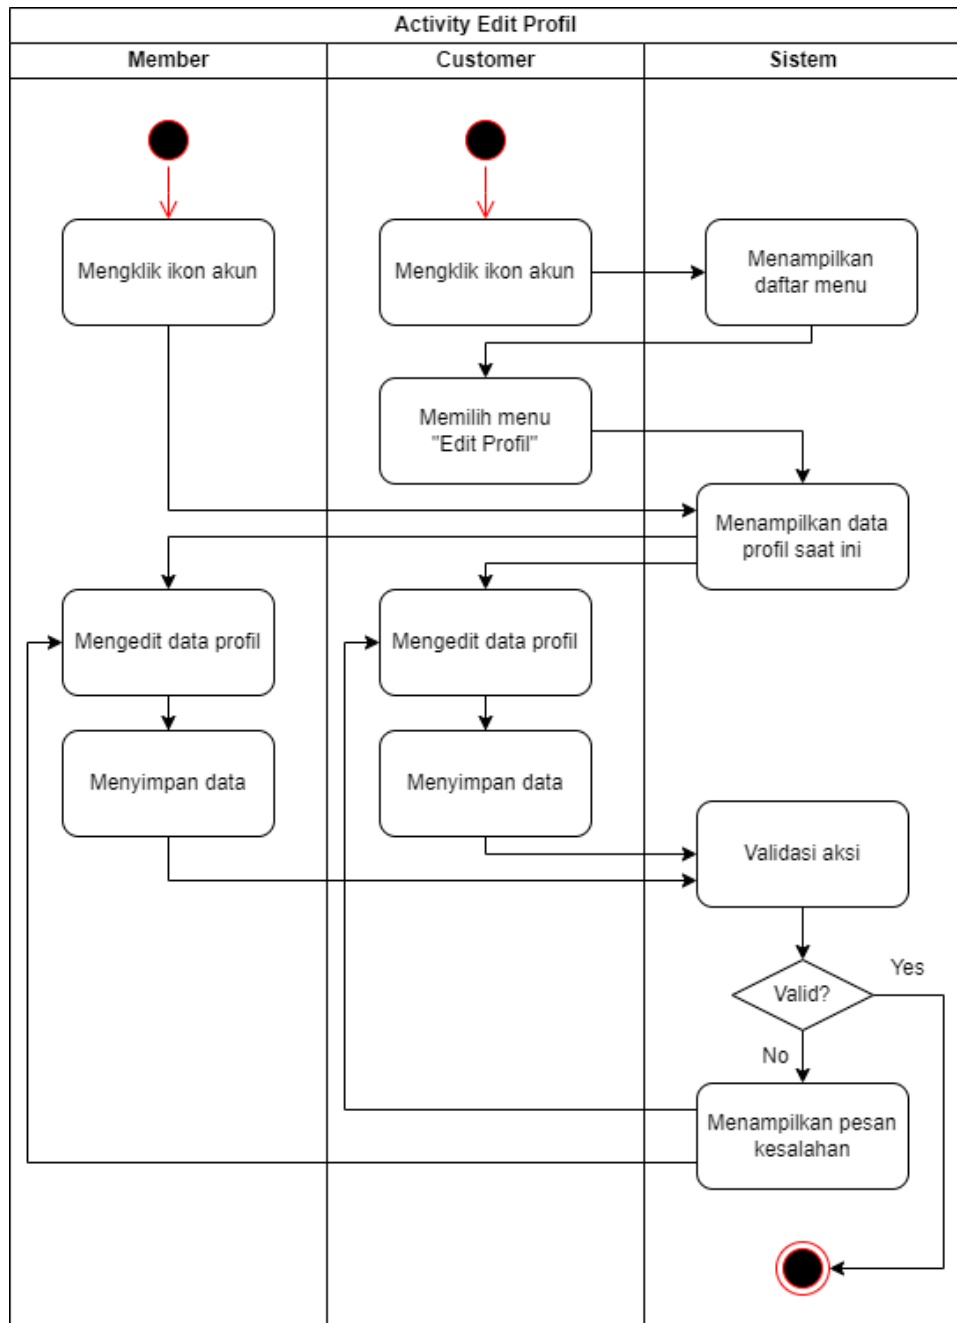 Activity Edit Profil
Member
Customer
Sistem
Mengklik ikon akun
Mengklik ikon akun
Menampilkan
daftar menu
Memilih menu
"Edit Profil"
Menampilkan data
profil saat ini
Mengedit data profil
Mengedit data profil
Menyimpan data
Menyimpan data
Validasi aksi
Valid?
Yes
No
Menampilkan pesan
kesalahan